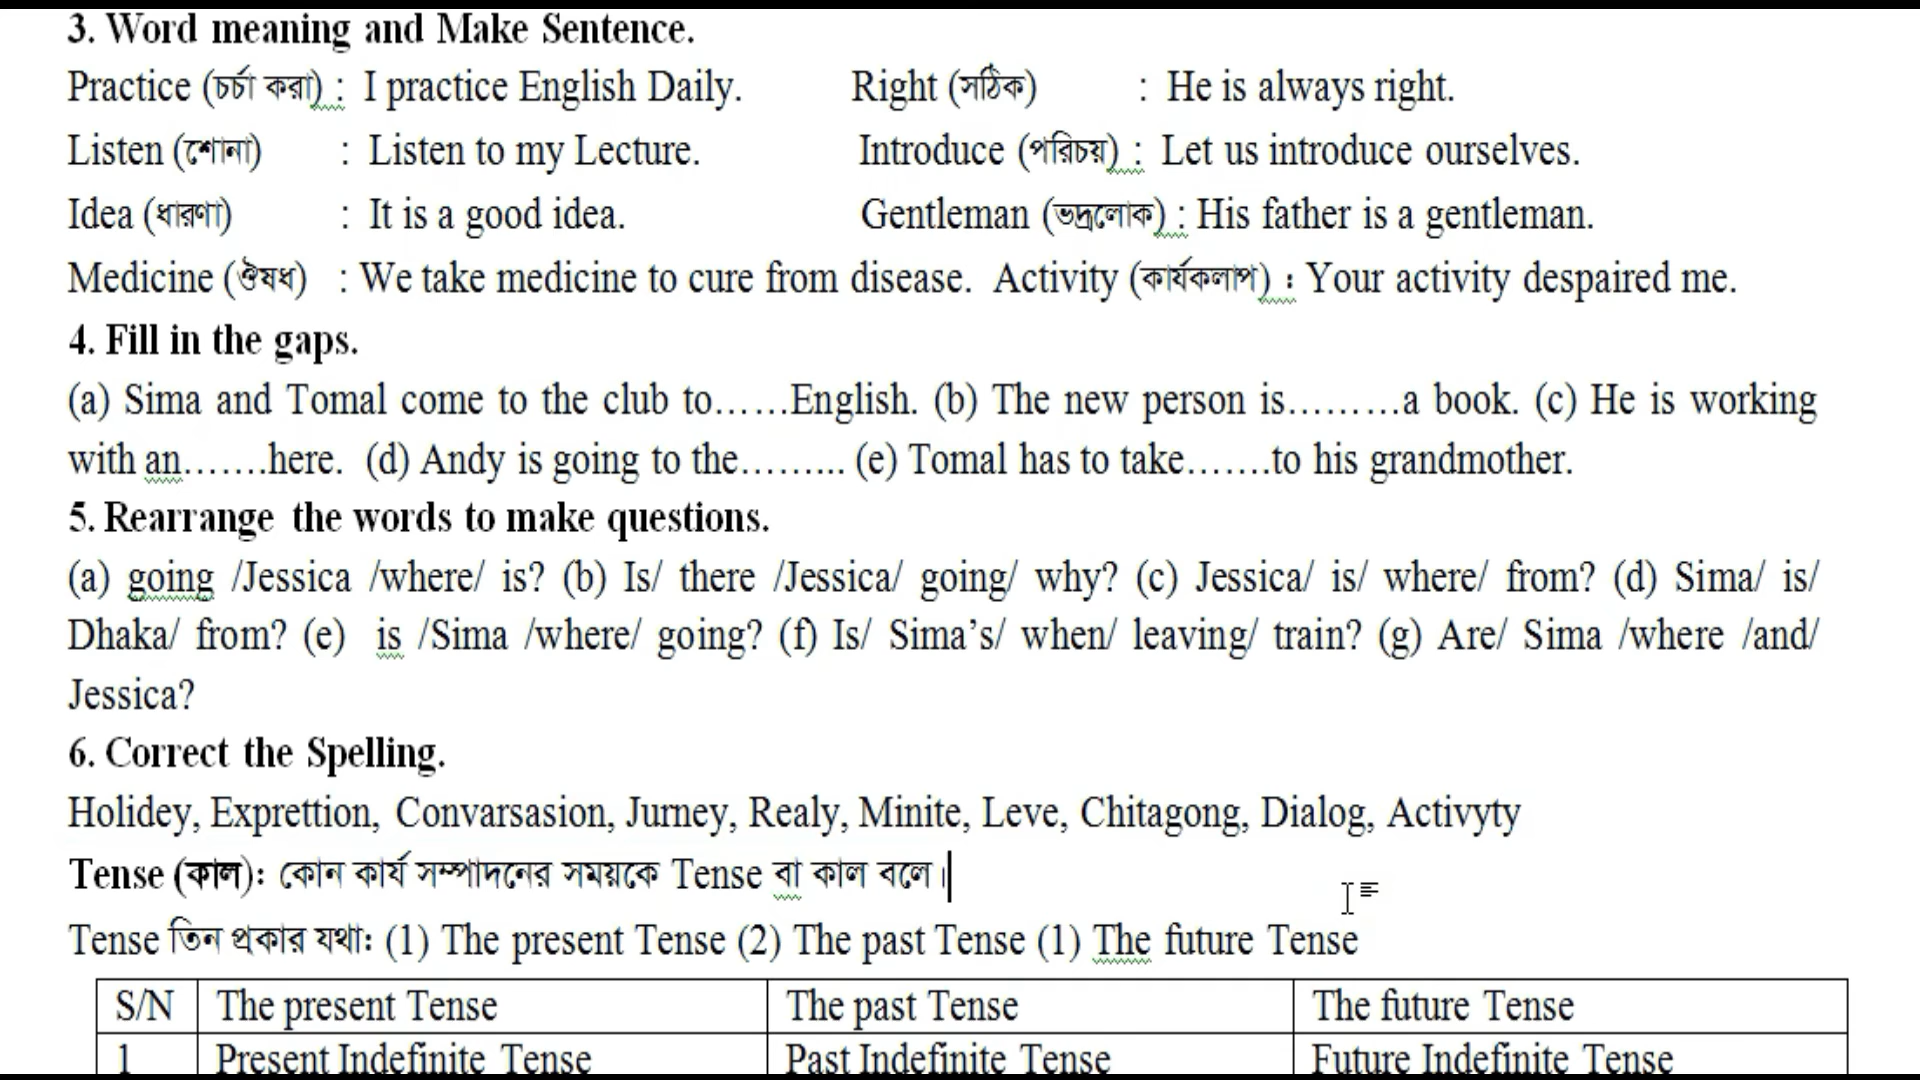 3. Word meaning and Make Sentence.
Practice (চর্চা করা) : I practice English Daily. Right (সঠিক) : He is always right.
Listen (শোনা) : Listen to my Lecture. Introduce (পরিচয়) : Let us introduce ourselves.
Idea (ধারণা) : It is a good idea. Gentleman (ভদ্রলোক) : His father is a gentleman.
Medicine (ঔষধ) : We take medicine to cure from disease. Activity (কার্যকলাপ) : Your activity despaired me.
4. Fill in the gaps.
(a) Sima and Tomal come to the club to……English. (b) The new person is………a book. (c) He is working
with an…….here. (d) Andy is going to the……... (e) Tomal has to take…….to his grandmother.
5. Rearrange the words to make questions.
(a) going /Jessica /where/ is? (b) Is/ there /Jessica/ going/ why? (c) Jessica/ is/ where/ from? (d) Sima/ is/
Dhaka/ from? (e) is /Sima /where/ going? (f) Is/ Sima’s/ when/ leaving/ train? (g) Are/ Sima /where /and/
Jessica?
6. Correct the Spelling.
Holidey, Exprettion, Convarsasion, Jurney, Realy, Minite, Leve, Chitagong, Dialog, Activyty
Tense (কাল): কোন কার্য সম্পাদনের সময়কে Tense বা কাল বলে।
Tense তিন প্রকার যথা: (1) The present Tense (2) The past Tense (1) The future Tense
S/N The present Tense The past Tense The future Tense
1 Present Indefinite Tense Past Indefinite Tense Future Indefinite Tense